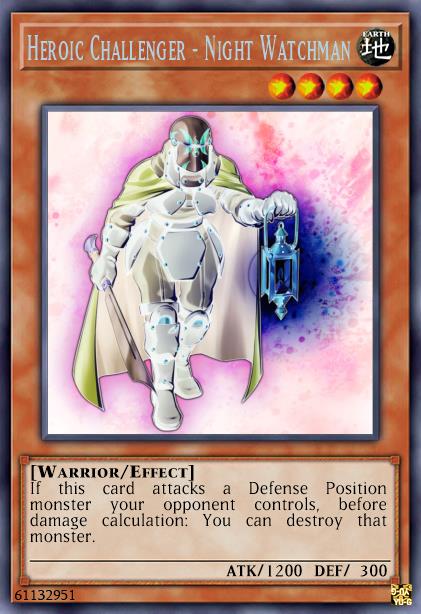 Heroic Challenger - Night Watchman
EARTH
地
[Warrior/Effect]
If this card attacks a Defense Position
monster your opponent controls, before
damage calculation: You can destroy that
monster.
ATK/1200 DEF/ 300
61132951